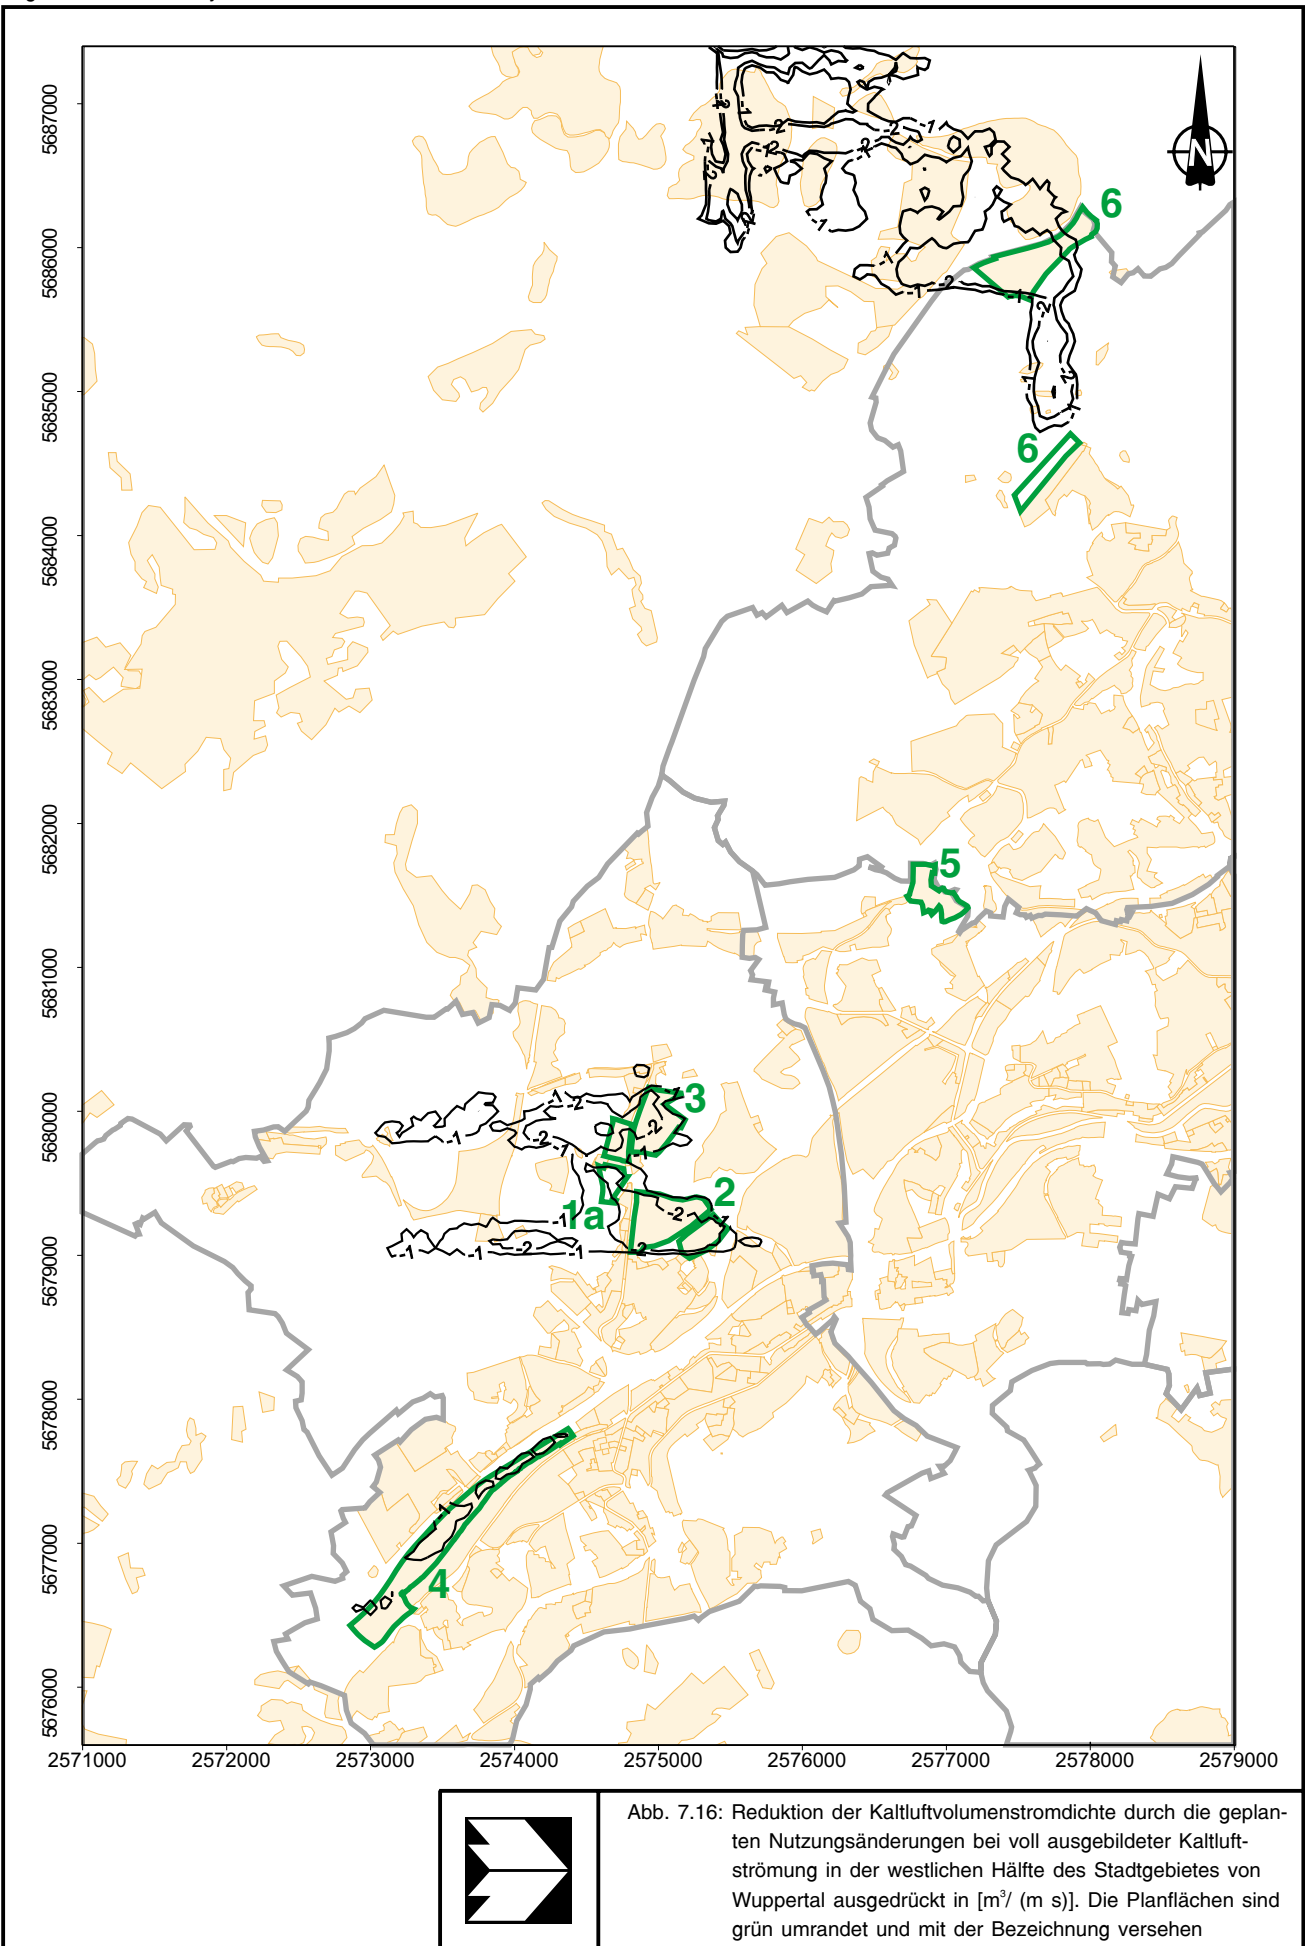 N
6
6
5
3
2
1a
4
-1
-2
5687000
5686000
5685000
5684000
5683000
5682000
5681000
5680000
5679000
5678000
5677000
5676000
2571000 2572000 2573000 2574000 2575000 2576000 2577000 2578000 2579000
Abb. 7.16: Reduktion der Kaltluftvolumenstromdichte durch die geplan-
ten Nutzungsänderungen bei voll ausgebildeter Kaltluft-
strömung in der westlichen Hälfte des Stadtgebietes von
Wuppertal ausgedrückt in [m³/ (m s)]. Die Planflächen sind
grün umrandet und mit der Bezeichnung versehen